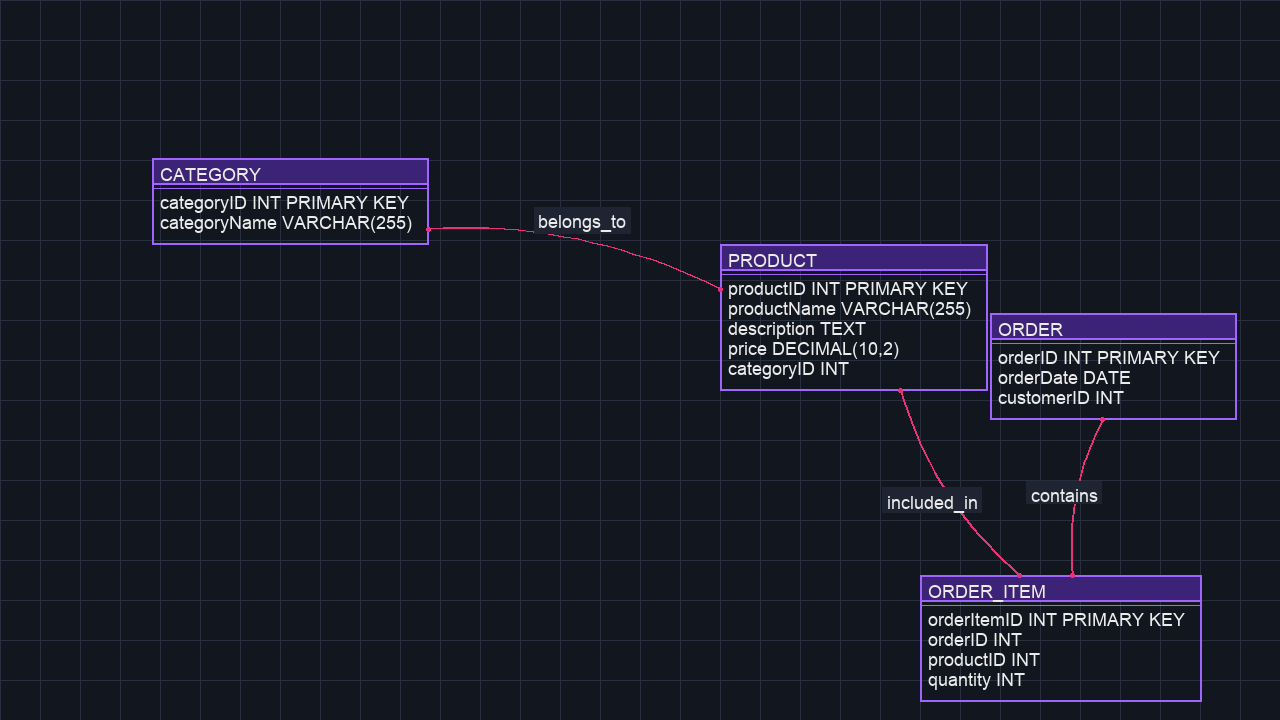 CATEGORY
categoryID INT PRIMARY KEY
categoryName VARCHAR(255)
belongs_to
PRODUCT
productID INT PRIMARY KEY
productName VARCHAR(255)
description TEXT
price DECIMAL(10,2)
categoryID INT
ORDER
orderID INT PRIMARY KEY
orderDate DATE
customerID INT
included_in
contains
ORDER_ITEM
orderItemID INT PRIMARY KEY
orderID INT
productID INT
quantity INT